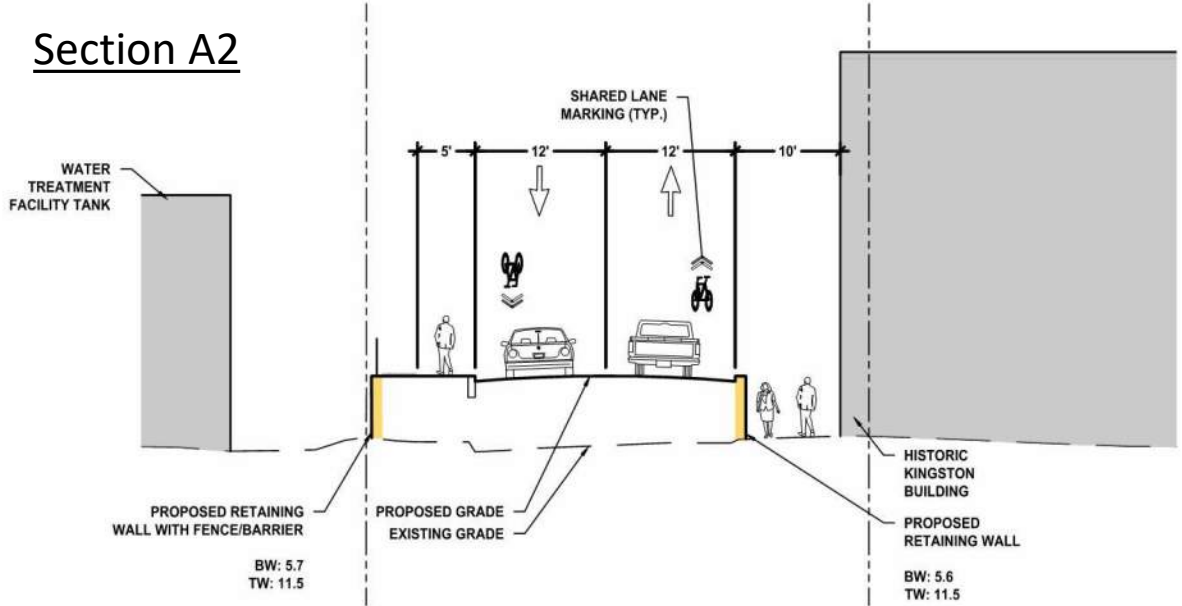 Section A2
SHARED LANE
MARKING (TYP.)
5'
12'
12'
10'
WATER
TREATMENT
FACILITY TANK
PROPOSED RETAINING
WALL WITH FENCE/BARRIER
BW: 5.7
TW: 11.5
PROPOSED GRADE
EXISTING GRADE
HISTORIC
KINGSTON
BUILDING
PROPOSED
RETAINING WALL
BW: 5.6
TW: 11.5